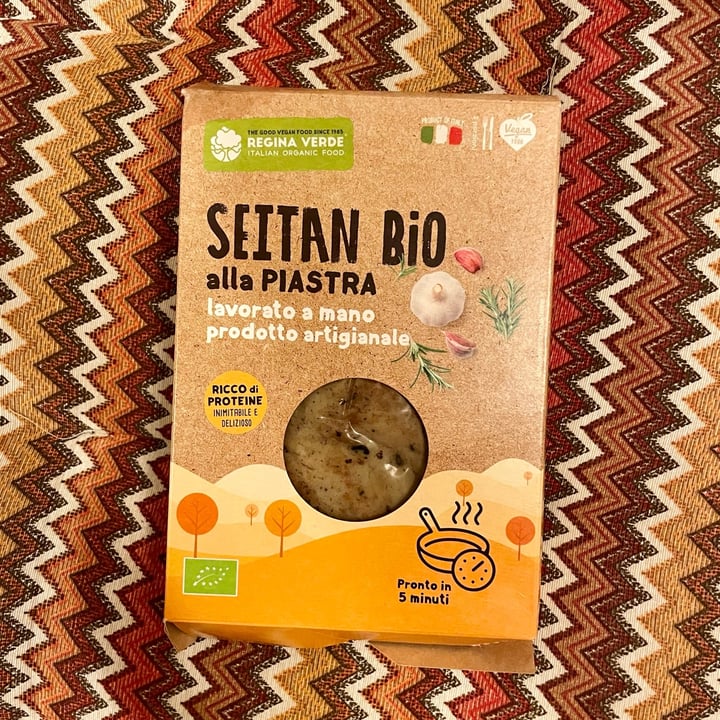 THE GOOD VEGAN FOOD SINCE 1985
REGINA VERDE
ITALIAN ORGANIC FOOD
PRODUCT OF ITALY
Vegan
SEITAN BiO
alla PIASTRA
lavorato a mano
prodotto artigianale
RICCO di
PROTEINE
INIMITABILE E
DELIZIOSO
Pronto in
5 minuti